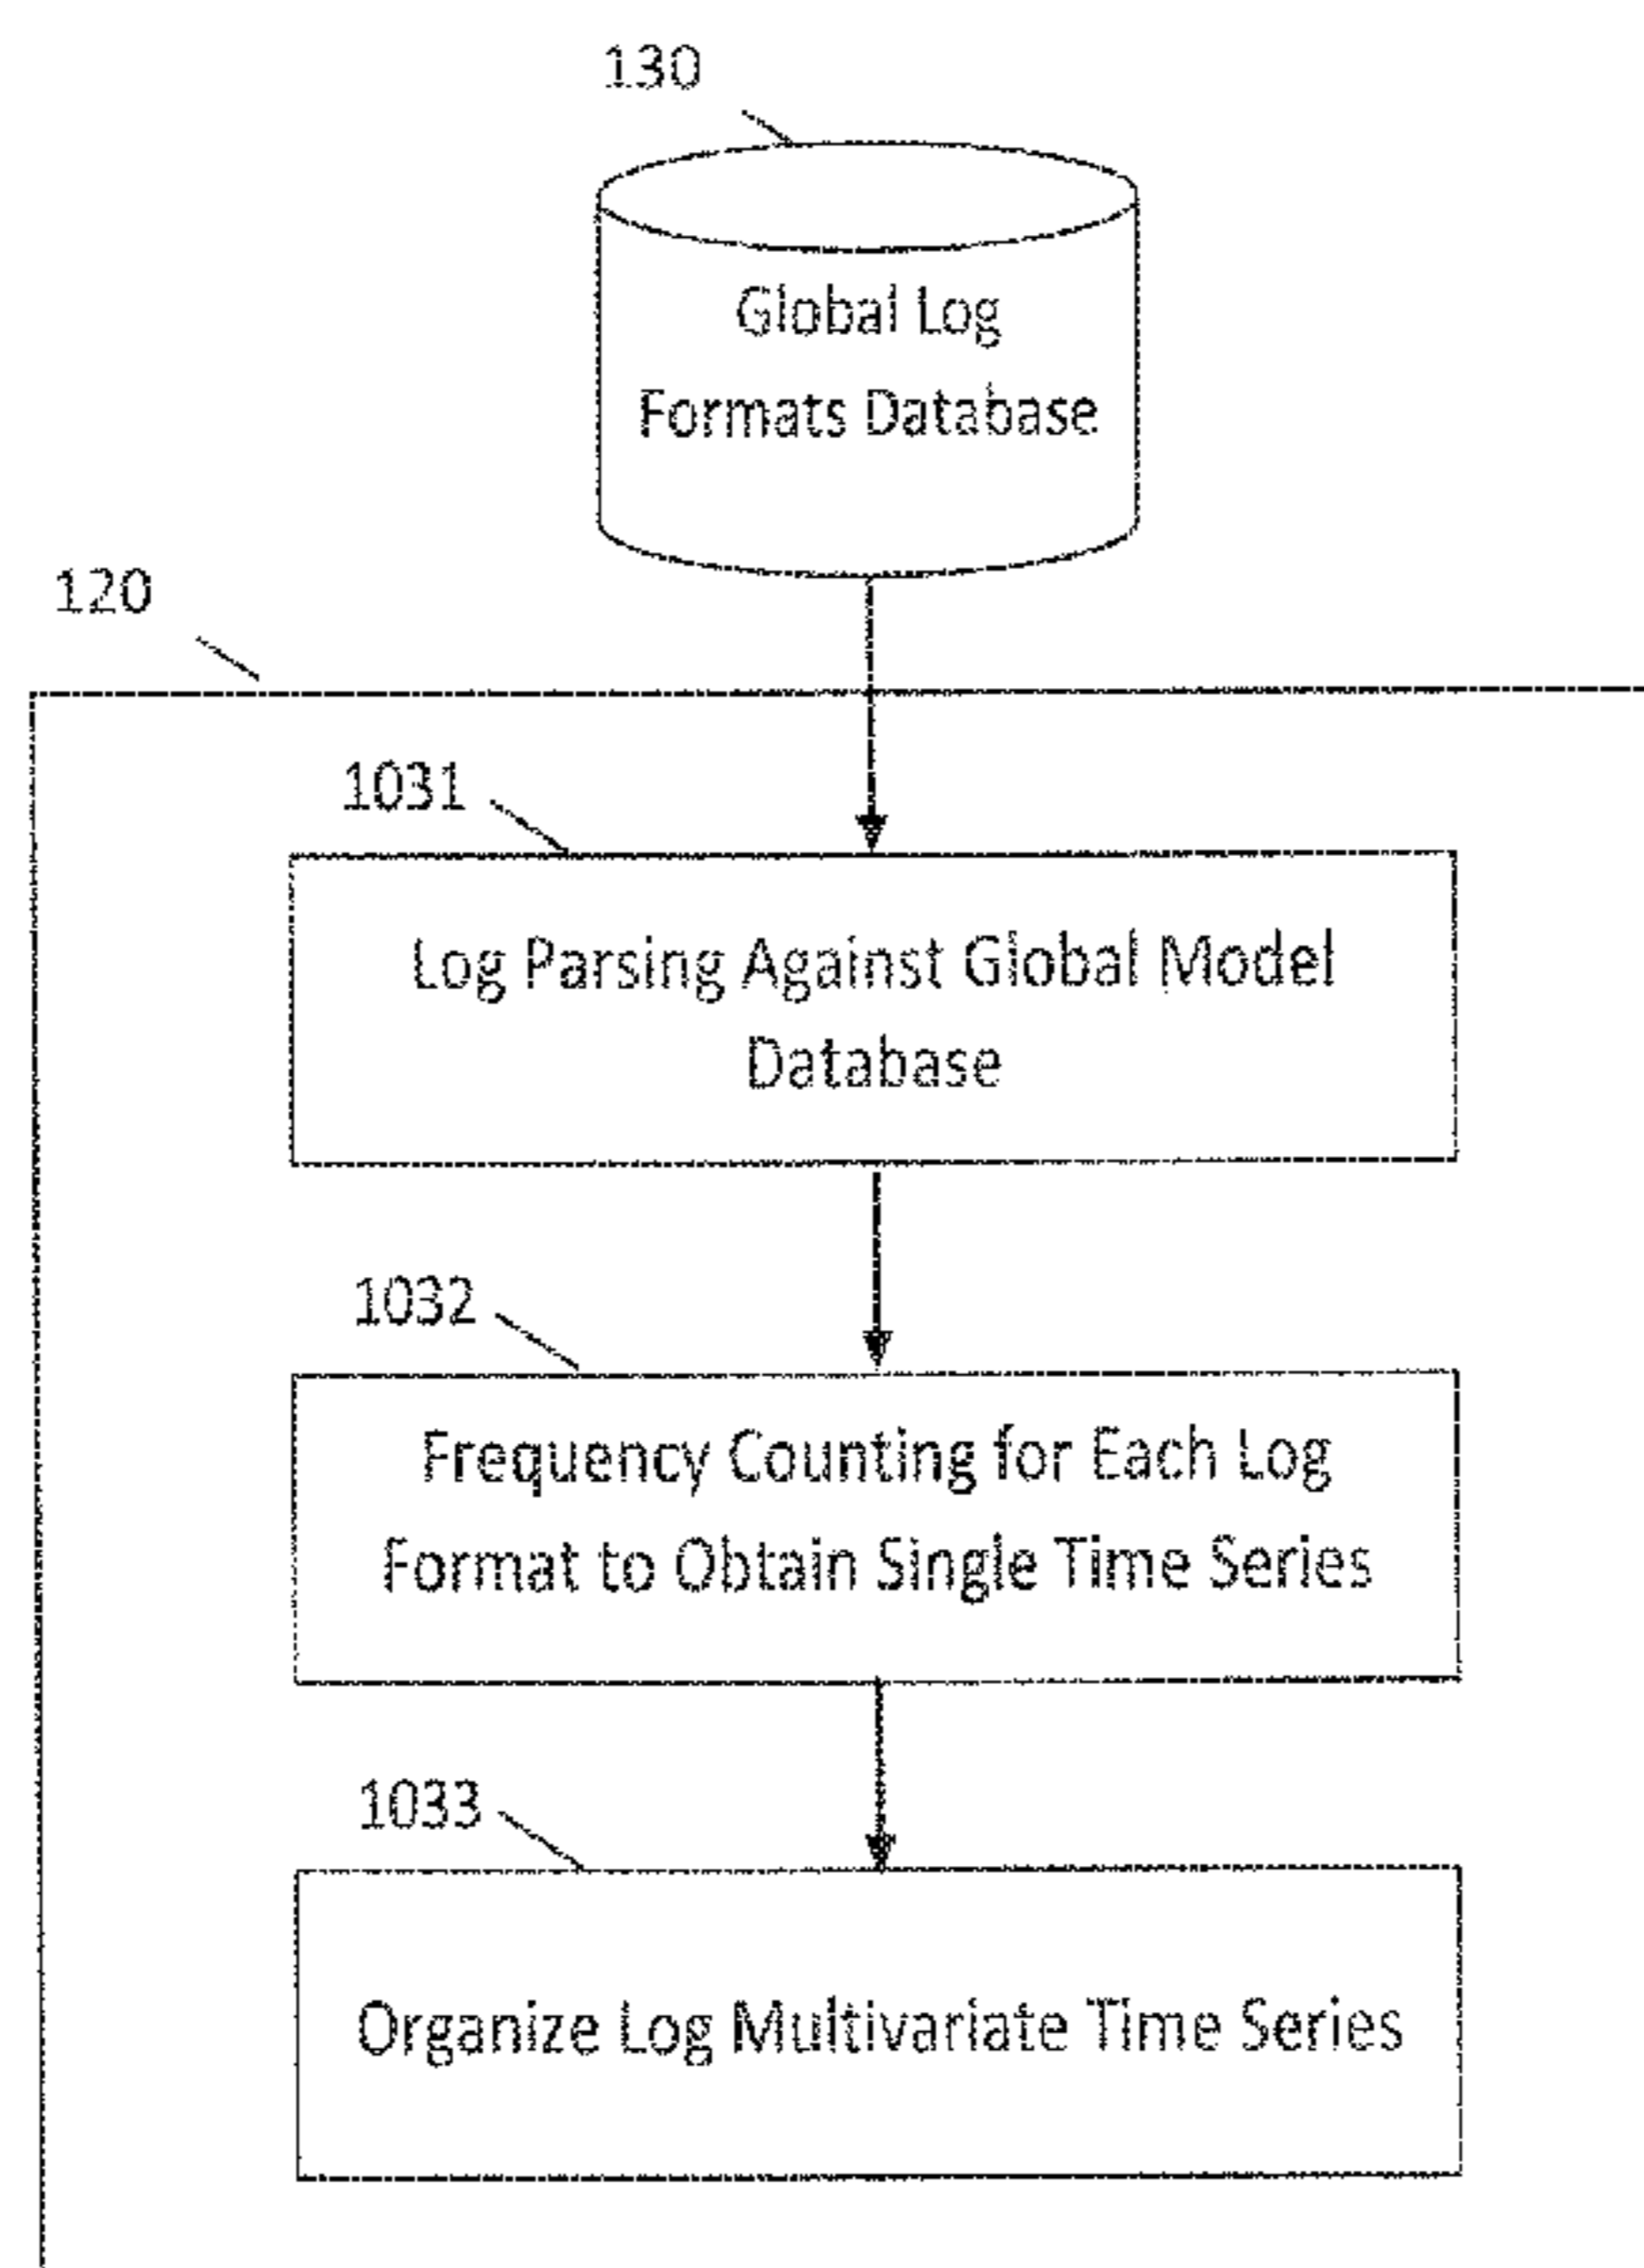 130
Global Log
Formats Database
120
1031
Log Parsing Against Global Model
Database
1032
Frequency Counting for Each Log
Format to Obtain Single Time Series
1033
Organize Log Multivariate Time Series